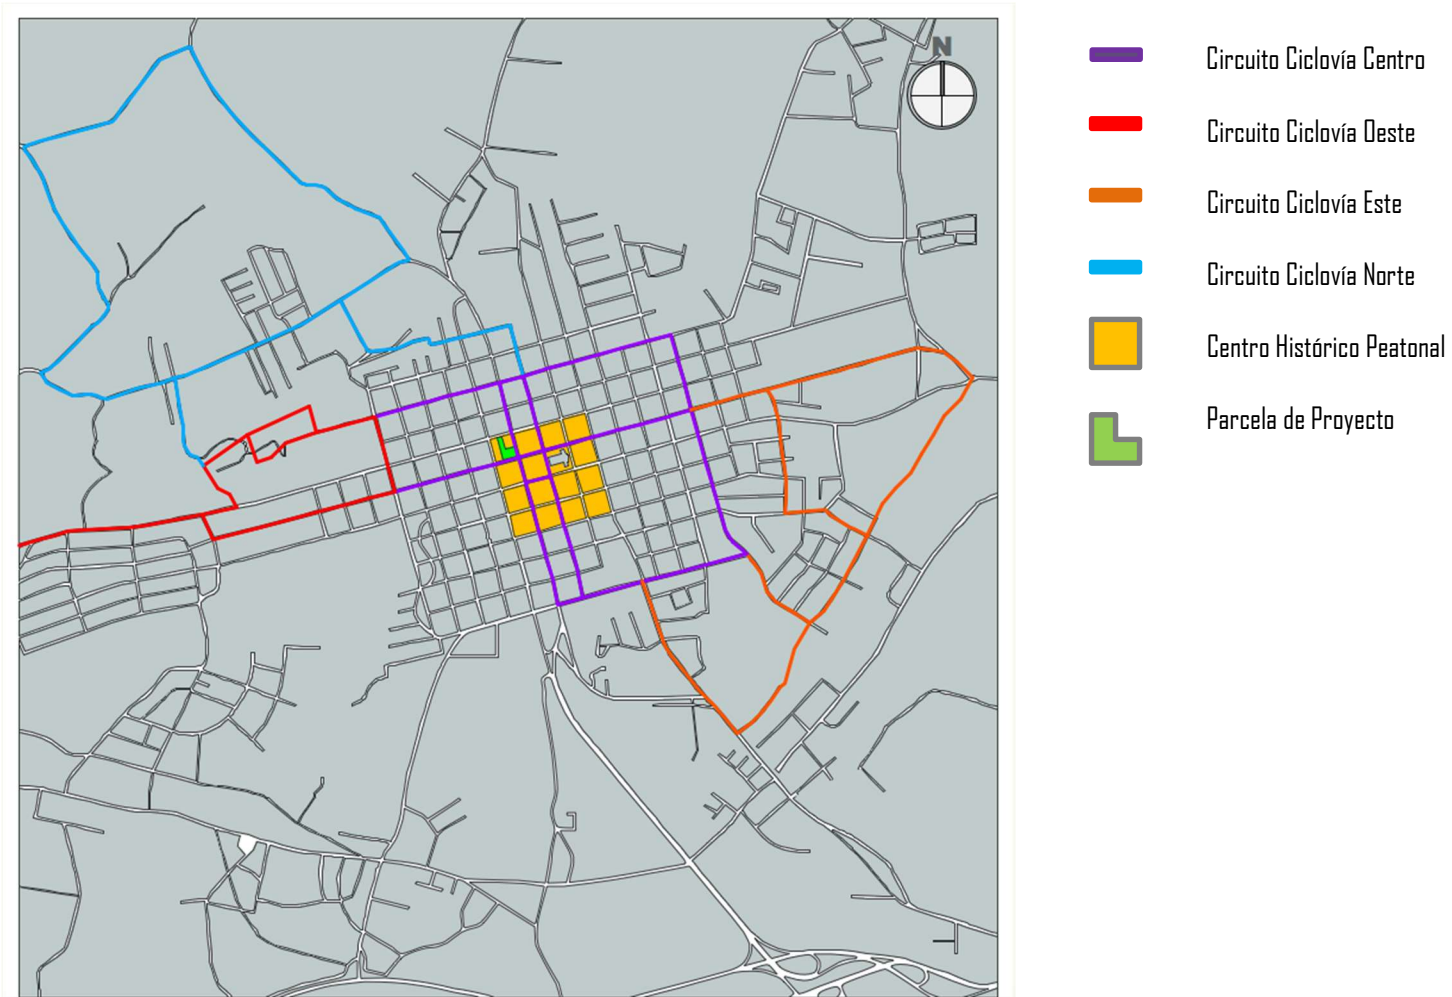 N
Circuito Ciclovía Centro
Circuito Ciclovía Oeste
Circuito Ciclovía Este
Circuito Ciclovía Norte
Centro Histórico Peatonal
Parcela de Proyecto